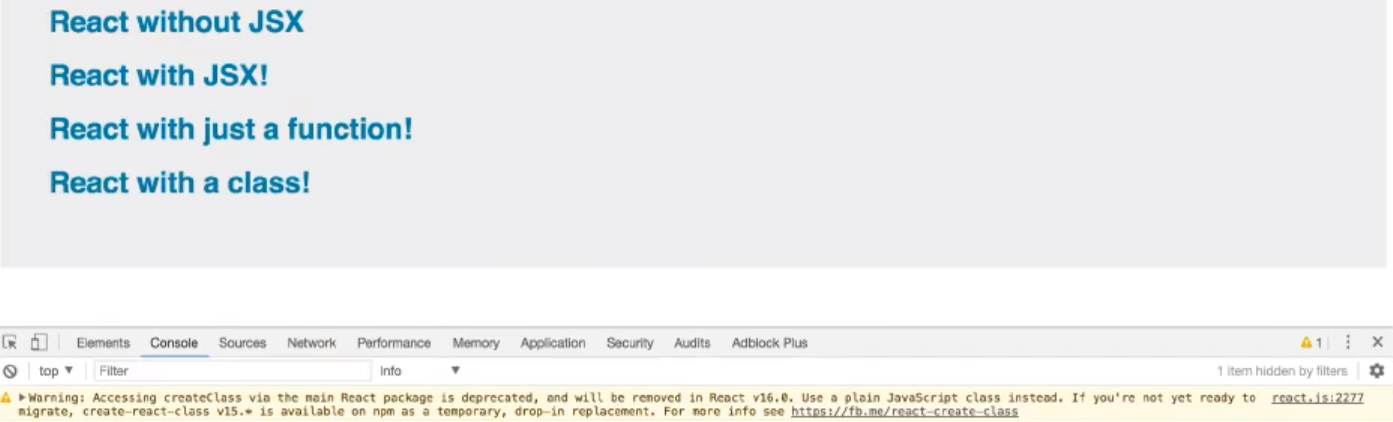 React without JSX
React with JSX!
React with just a function!
React with a class!
Elements Console Sources Network Performance Memory Application Security Audits Adblock Plus 1
top Filter Info 1 item hidden by filters
Warning: Accessing createClass via the main React package is deprecated, and will be removed in React v16.0. Use a plain JavaScript class instead. If you're not yet ready to react.js:2277
migrate, create-react-class v15.* is available on npm as a temporary, drop-in replacement. For more info see https://fb.me/react-create-class